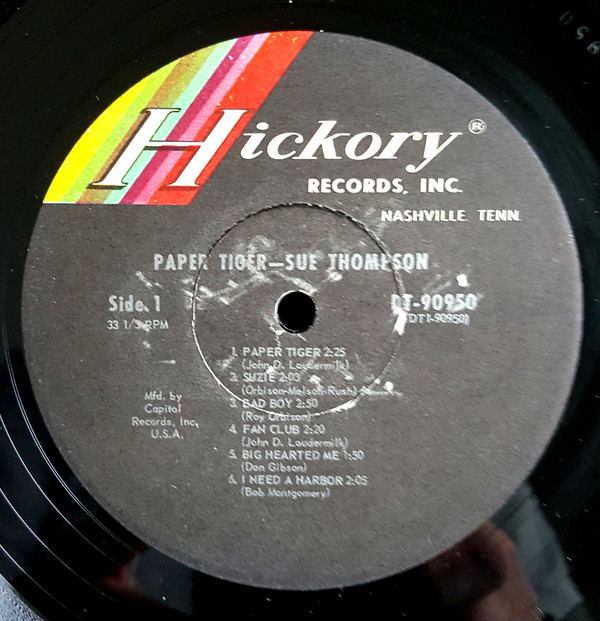 Hickory®
RECORDS, INC.
NASHVILLE, TENN.
PAPER TIGER—SUE THOMPSON
Side 1
DT-90950
33 1/3 RPM
(DT1-90950)
1. PAPER TIGER 2:25
(John D. Loudermilk)
2. SUZIE 2:03
(Orbison-Melson-Rush)
3. BAD BOY 2:50
(Roy Orbison)
4. FAN CLUB 2:20
(John D. Loudermilk)
5. BIG HEARTED ME 1:50
(Don Gibson)
6. I NEED A HARBOR 2:05
(Bob Montgomery)
Mfd. by
Capitol
Records, Inc.
U.S.A.